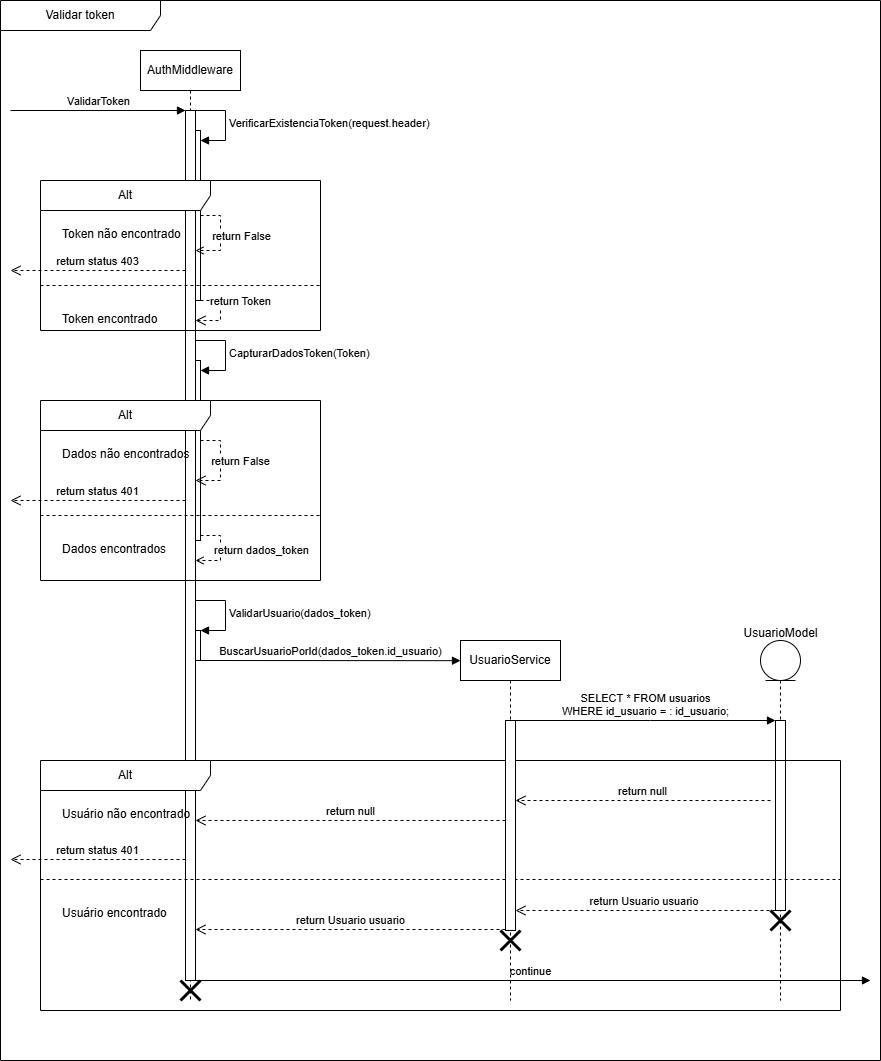 Validar token
AuthMiddleware
ValidarToken
VerificarExistenciaToken(request.header)
Alt
Token não encontrado
return False
return status 403
return Token
Token encontrado
CapturarDadosToken(Token)
Alt
Dados não encontrados
return False
return status 401
Dados encontrados
return dados_token
ValidarUsuario(dados_token)
UsuarioModel
BuscarUsuarioPorId(dados_token.id_usuario)
UsuarioService
SELECT * FROM usuarios
WHERE id_usuario = : id_usuario;
Alt
return null
Usuário não encontrado
return null
return status 401
return Usuario usuario
Usuário encontrado
return Usuario usuario
continue